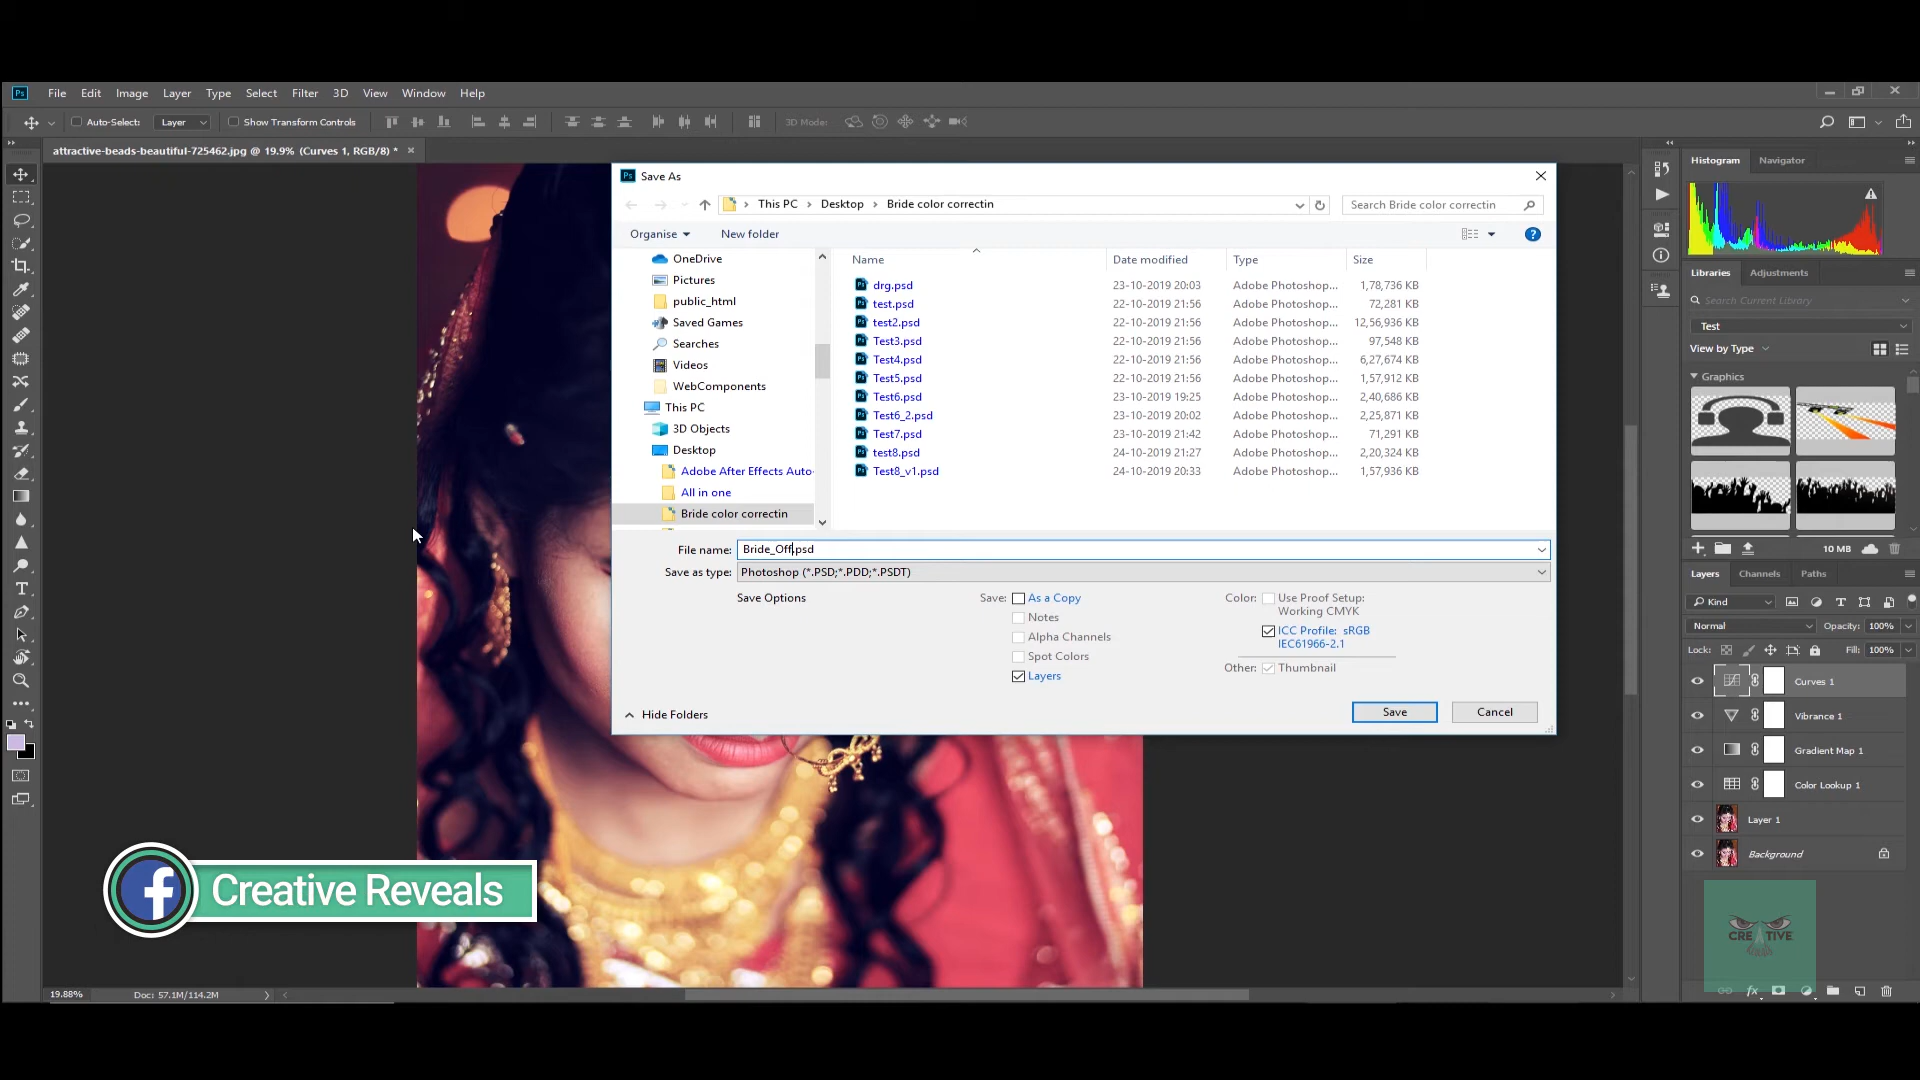 Ps File Edit Image Layer Type Select Filter 3D View Window Help
Auto-Select: Layer Show Transform Controls 3D Mode:
attractive-beads-beautiful-725462.jpg @ 19.9% (Curves 1, RGB/8) *
Ps Save As
This PC > Desktop > Bride color correctin
Search Bride color correctin
Organise New folder
OneDrive
Pictures
public_html
Saved Games
Searches
Videos
WebComponents
This PC
3D Objects
Desktop
Adobe After Effects Auto-
All in one
Bride color correctin
Name Date modified Type Size
drg.psd 23-10-2019 20:03 Adobe Photoshop... 1,78,736 KB
test.psd 22-10-2019 21:56 Adobe Photoshop... 72,281 KB
test2.psd 22-10-2019 21:56 Adobe Photoshop... 12,56,936 KB
Test3.psd 22-10-2019 21:56 Adobe Photoshop... 97,548 KB
Test4.psd 22-10-2019 21:56 Adobe Photoshop... 6,27,674 KB
Test5.psd 22-10-2019 21:56 Adobe Photoshop... 1,57,912 KB
Test6.psd 23-10-2019 19:25 Adobe Photoshop... 2,40,686 KB
Test6_2.psd 23-10-2019 20:02 Adobe Photoshop... 2,25,871 KB
Test7.psd 23-10-2019 21:42 Adobe Photoshop... 71,291 KB
test8.psd 24-10-2019 21:27 Adobe Photoshop... 2,20,324 KB
Test8_v1.psd 24-10-2019 20:33 Adobe Photoshop... 1,57,936 KB
File name: Bride_Off.psd
Save as type: Photoshop (*.PSD;*.PDD;*.PSDT)
Save Options
Save: As a Copy
Notes
Alpha Channels
Spot Colors
Layers
Color: Use Proof Setup:
Working CMYK
ICC Profile: sRGB
IEC61966-2.1
Other: Thumbnail
Hide Folders
Save Cancel
Histogram Navigator
Libraries Adjustments
Search Current Library
Test
View by Type
Graphics
10 MB
Layers Channels Paths
Kind
Normal Opacity: 100%
Lock: Fill: 100%
Curves 1
Vibrance 1
Gradient Map 1
Color Lookup 1
Layer 1
Background
Creative Reveals
CREATIVE
19.88% Doc: 57.1M/114.2M